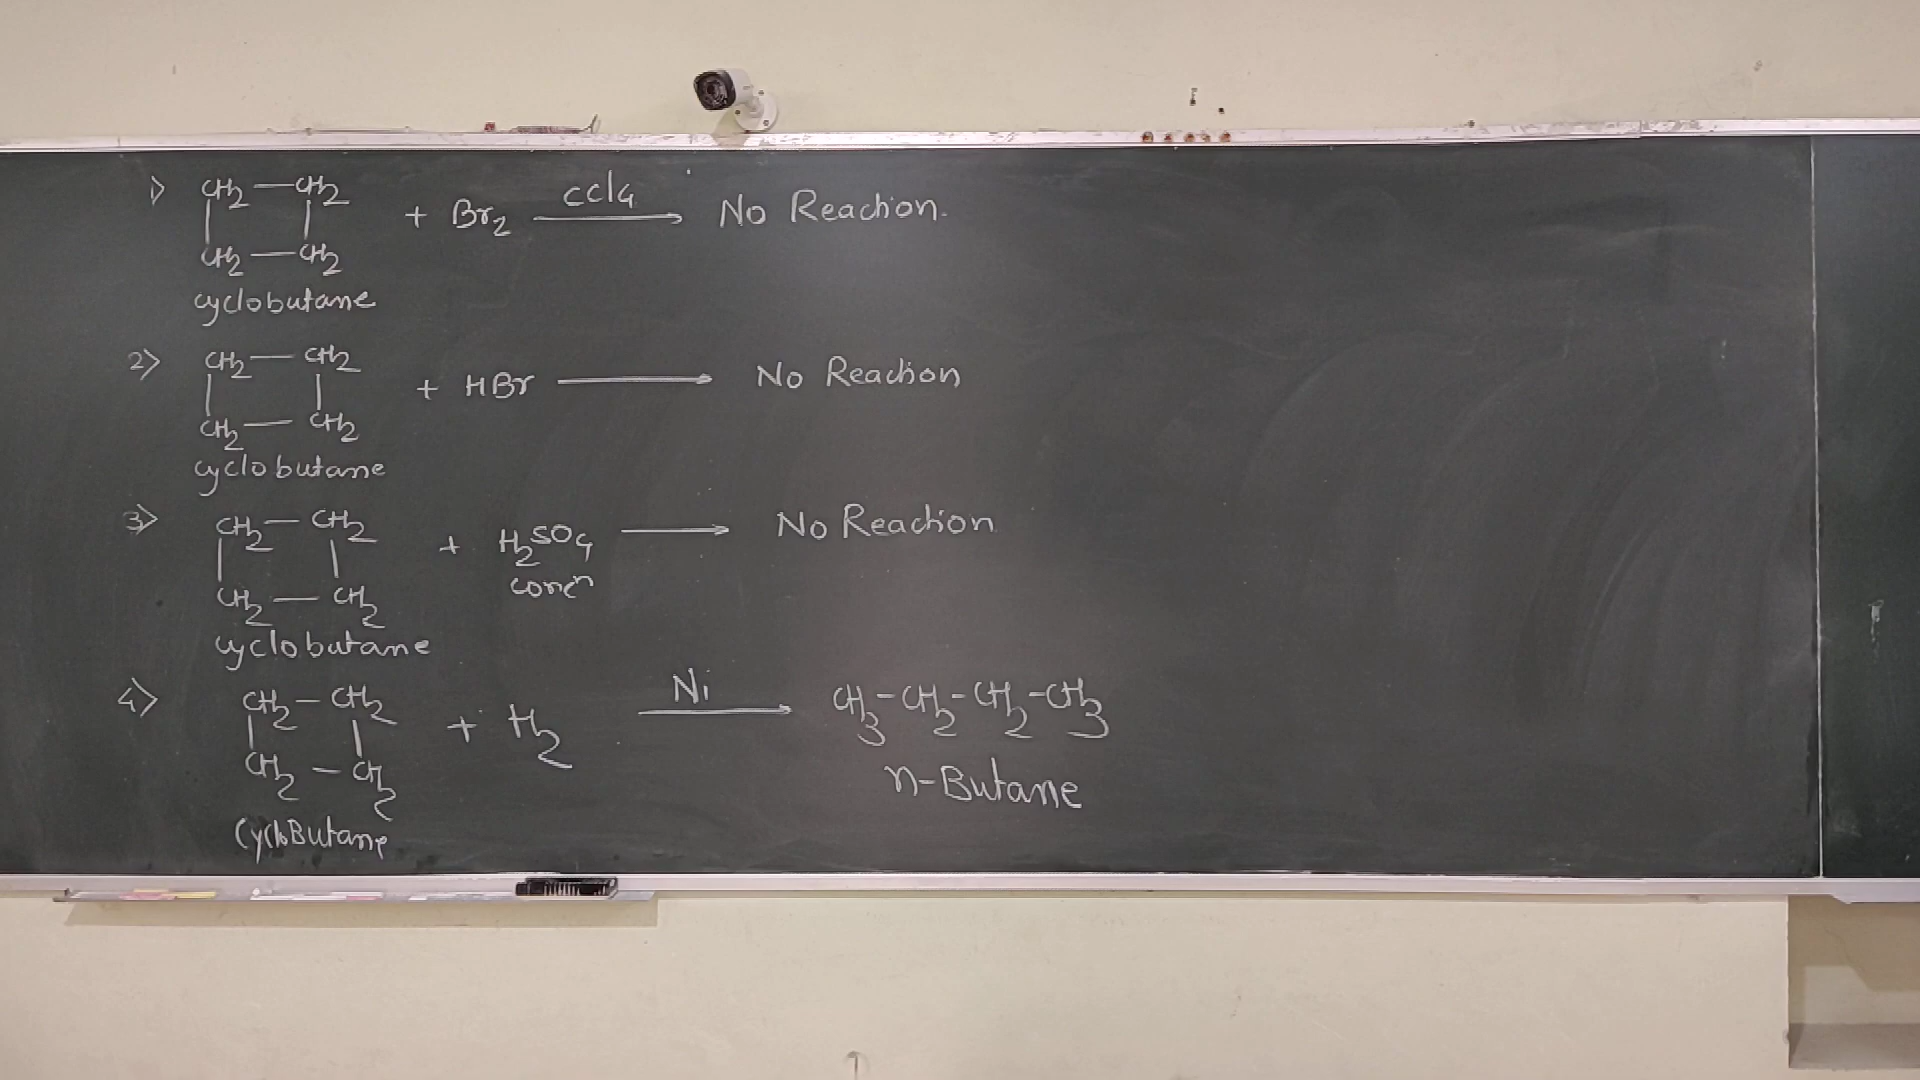 1> CH2 — CH2 + Br2 —CCl4→ No Reaction.
CH2 — CH2
cyclobutane
2> CH2 — CH2 + HBr ⟶ No Reaction
CH2 — CH2
cyclobutane
3> CH2 — CH2 + H2SO4 ⟶ No Reaction
CH2 — CH2 concn
cyclobutane
4> CH2 — CH2 + H2 —Ni→ CH3-CH2-CH2-CH3
CH2 — CH2
n-Butane
CycloButane